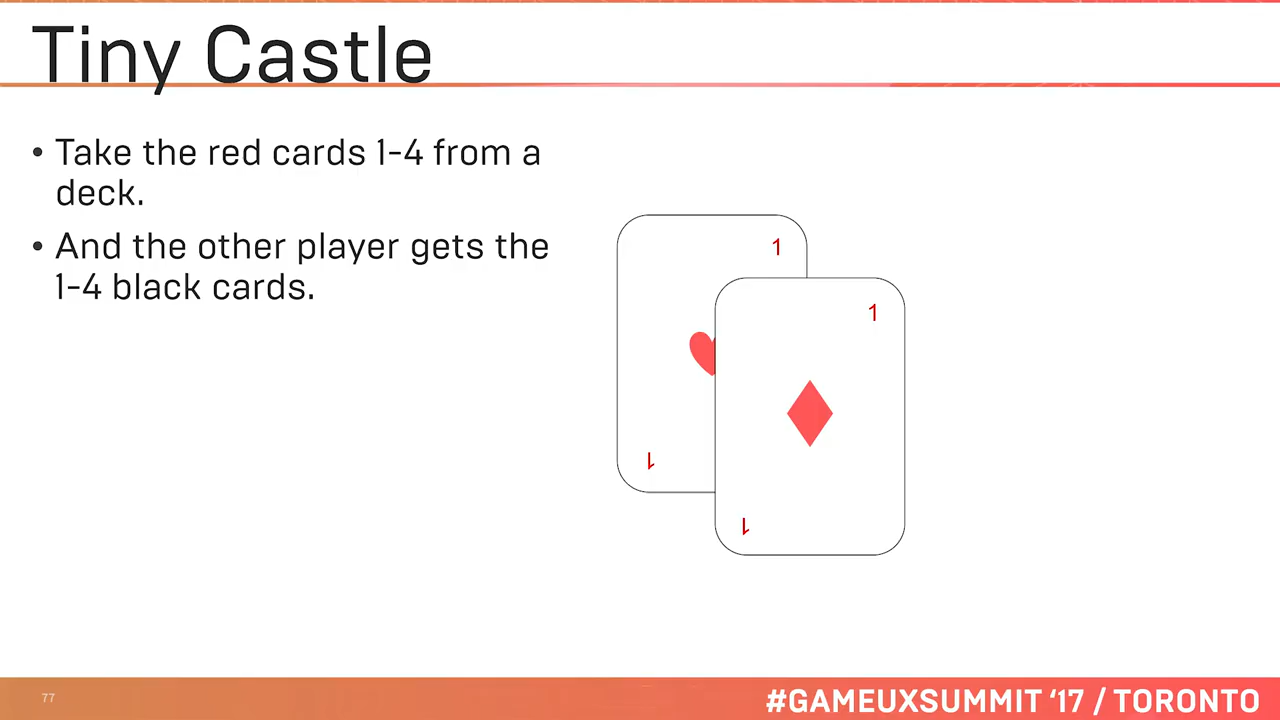 Tiny Castle
• Take the red cards 1-4 from a
deck.
• And the other player gets the
1-4 black cards.
1
1
1
1
77
#GAMEUXSUMMIT ‘17 / TORONTO